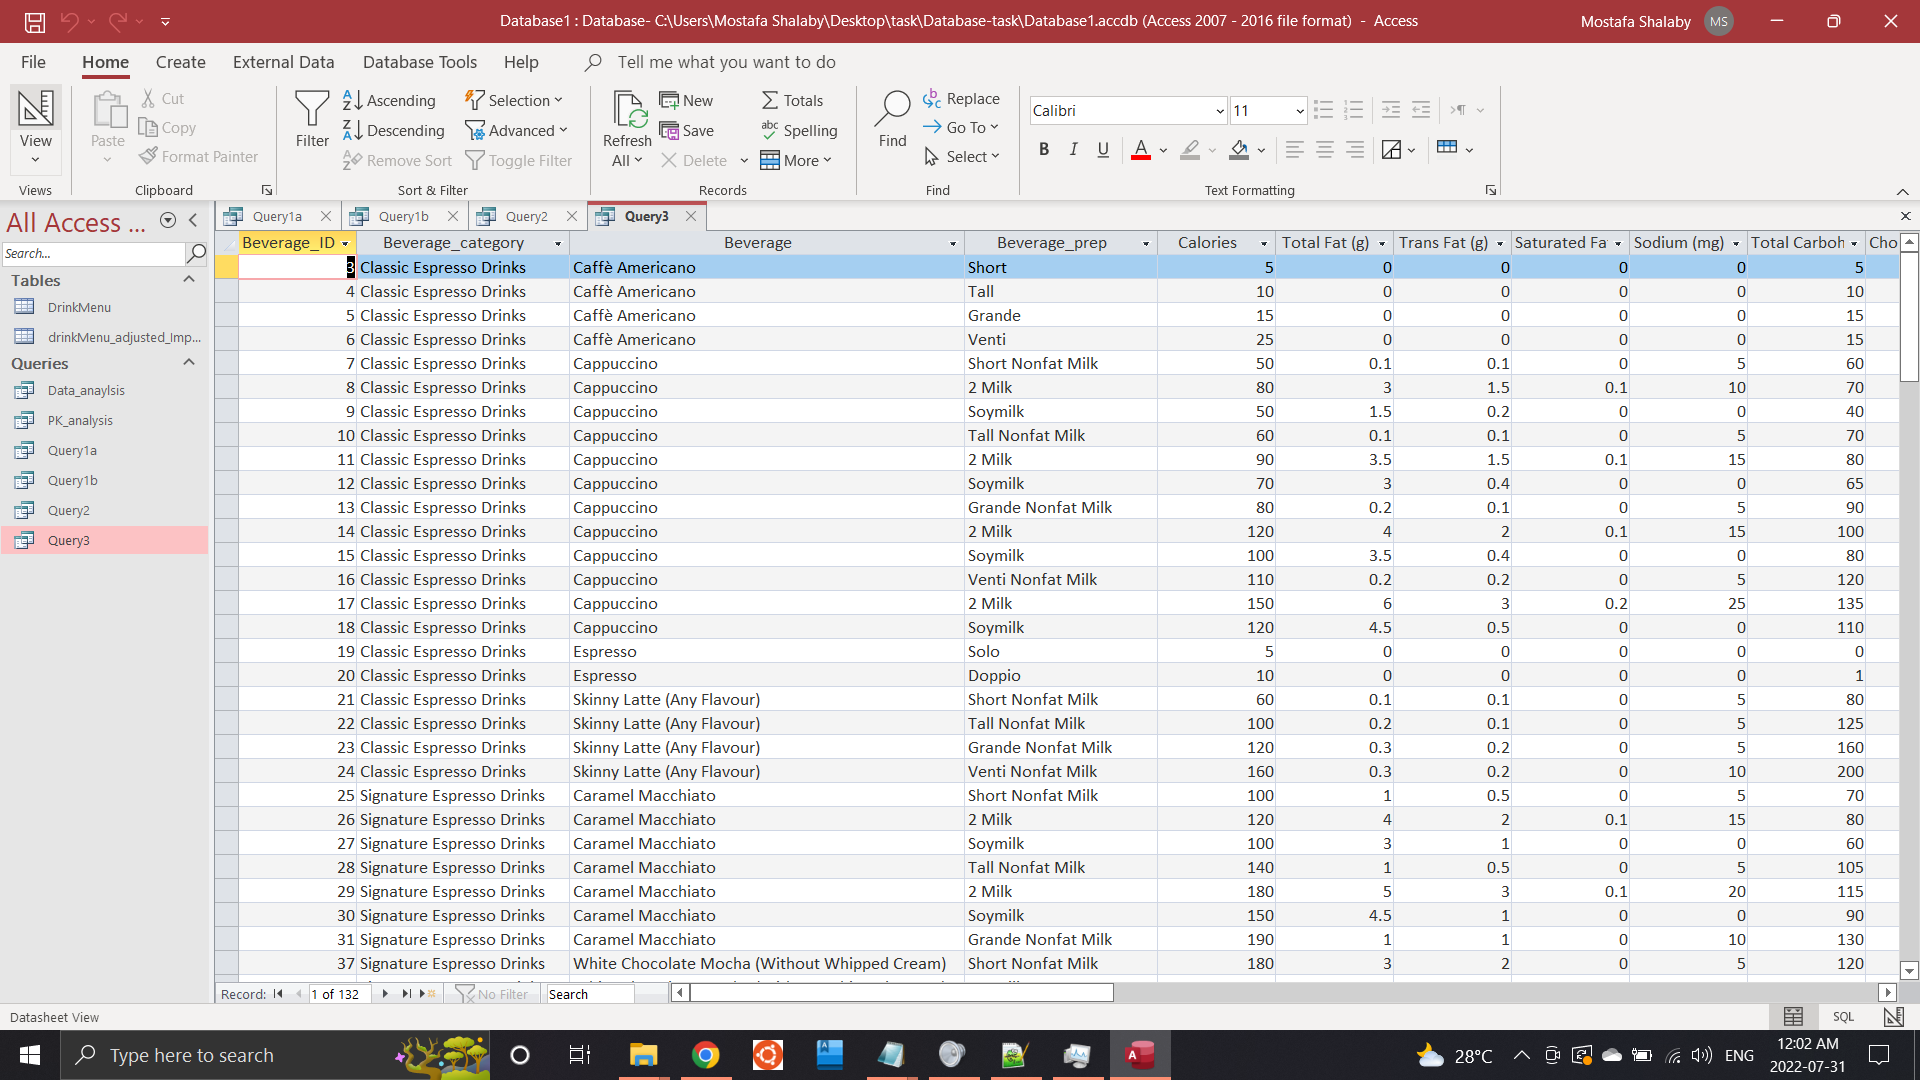 Database1 : Database- C:\Users\Mostafa Shalaby\Desktop\task\Database-task\Database1.accdb (Access 2007 - 2016 file format) - Access
Mostafa Shalaby MS
File Home Create External Data Database Tools Help Tell me what you want to do
View
Views
Paste
Cut
Copy
Format Painter
Clipboard
Filter
Ascending
Descending
Remove Sort
Selection
Advanced
Toggle Filter
Sort & Filter
Refresh
All
New
Save
Delete
Totals
Spelling
More
Records
Find
Replace
Go To
Select
Find
Calibri 11
B I U A
Text Formatting
All Access ...
Search...
Tables
DrinkMenu
drinkMenu_adjusted_Imp...
Queries
Data_anaylsis
PK_analysis
Query1a
Query1b
Query2
Query3
Query1a Query1b Query2 Query3
Beverage_ID Beverage_category Beverage Beverage_prep Calories Total Fat (g) Trans Fat (g) Saturated Fa Sodium (mg) Total Carboh Cho
3 Classic Espresso Drinks Caffè Americano Short 5 0 0 0 0 5
4 Classic Espresso Drinks Caffè Americano Tall 10 0 0 0 0 10
5 Classic Espresso Drinks Caffè Americano Grande 15 0 0 0 0 15
6 Classic Espresso Drinks Caffè Americano Venti 25 0 0 0 0 15
7 Classic Espresso Drinks Cappuccino Short Nonfat Milk 50 0.1 0.1 0 5 60
8 Classic Espresso Drinks Cappuccino 2 Milk 80 3 1.5 0.1 10 70
9 Classic Espresso Drinks Cappuccino Soymilk 50 1.5 0.2 0 0 40
10 Classic Espresso Drinks Cappuccino Tall Nonfat Milk 60 0.1 0.1 0 5 70
11 Classic Espresso Drinks Cappuccino 2 Milk 90 3.5 1.5 0.1 15 80
12 Classic Espresso Drinks Cappuccino Soymilk 70 3 0.4 0 0 65
13 Classic Espresso Drinks Cappuccino Grande Nonfat Milk 80 0.2 0.1 0 5 90
14 Classic Espresso Drinks Cappuccino 2 Milk 120 4 2 0.1 15 100
15 Classic Espresso Drinks Cappuccino Soymilk 100 3.5 0.4 0 0 80
16 Classic Espresso Drinks Cappuccino Venti Nonfat Milk 110 0.2 0.2 0 5 120
17 Classic Espresso Drinks Cappuccino 2 Milk 150 6 3 0.2 25 135
18 Classic Espresso Drinks Cappuccino Soymilk 120 4.5 0.5 0 0 110
19 Classic Espresso Drinks Espresso Solo 5 0 0 0 0 0
20 Classic Espresso Drinks Espresso Doppio 10 0 0 0 0 1
21 Classic Espresso Drinks Skinny Latte (Any Flavour) Short Nonfat Milk 60 0.1 0.1 0 5 80
22 Classic Espresso Drinks Skinny Latte (Any Flavour) Tall Nonfat Milk 100 0.2 0.1 0 5 125
23 Classic Espresso Drinks Skinny Latte (Any Flavour) Grande Nonfat Milk 120 0.3 0.2 0 5 160
24 Classic Espresso Drinks Skinny Latte (Any Flavour) Venti Nonfat Milk 160 0.3 0.2 0 10 200
25 Signature Espresso Drinks Caramel Macchiato Short Nonfat Milk 100 1 0.5 0 5 70
26 Signature Espresso Drinks Caramel Macchiato 2 Milk 120 4 2 0.1 15 80
27 Signature Espresso Drinks Caramel Macchiato Soymilk 100 3 1 0 0 60
28 Signature Espresso Drinks Caramel Macchiato Tall Nonfat Milk 140 1 0.5 0 5 105
29 Signature Espresso Drinks Caramel Macchiato 2 Milk 180 5 3 0.1 20 115
30 Signature Espresso Drinks Caramel Macchiato Soymilk 150 4.5 1 0 0 90
31 Signature Espresso Drinks Caramel Macchiato Grande Nonfat Milk 190 1 1 0 10 130
37 Signature Espresso Drinks White Chocolate Mocha (Without Whipped Cream) Short Nonfat Milk 180 3 2 0 5 120
Record: 1 of 132 No Filter Search
Datasheet View SQL
Type here to search
28°C ENG 12:02 AM
2022-07-31